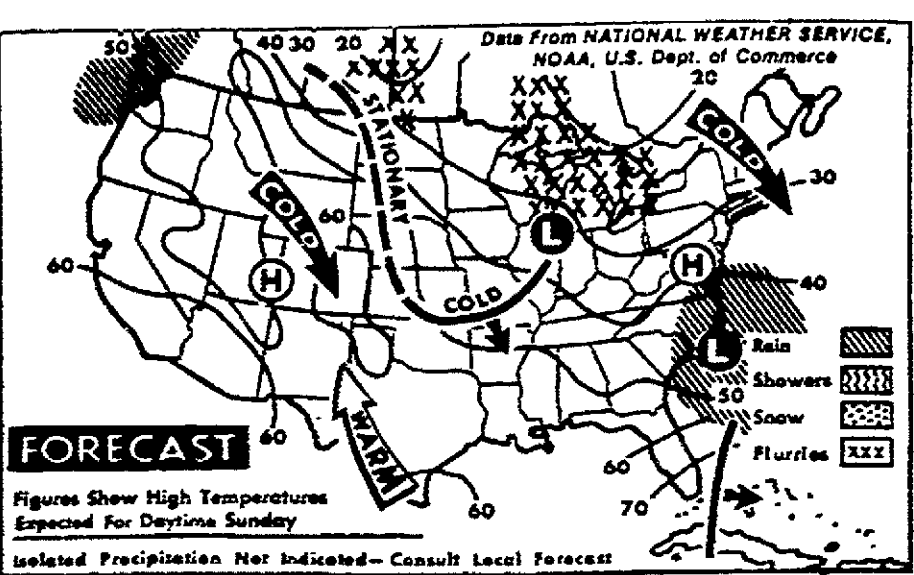 Data From NATIONAL WEATHER SERVICE,
NOAA, U.S. Dept. of Commerce
50
40 30 20
20
STATIONARY
COLD
30
COLD
60
L
60
H
H
40
COLD
L
Rain
Showers
50
Snow
WARM
60
Flurries
XXX
60
70
60
FORECAST
Figures Show High Temperatures
Expected For Daytime Sunday
Isolated Precipitation Not Indicated— Consult Local Forecast